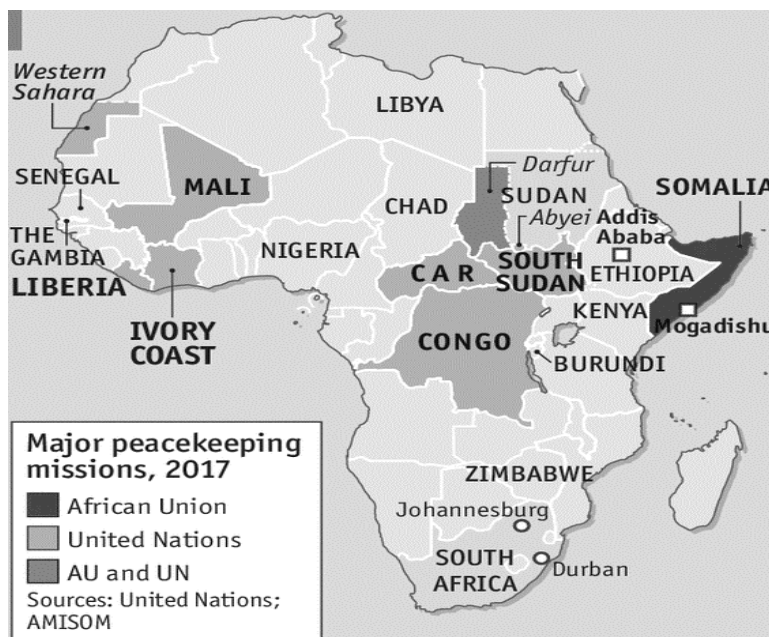 Western
Sahara
LIBYA
SENEGAL
MALI
Darfur
SUDAN
SOMALIA
CHAD
Abyei
Addis
Ababa
THE
GAMBIA
NIGERIA
LIBERIA
CAR
SOUTH
SUDAN
ETHIOPIA
IVORY
COAST
KENYA
Mogadishu
CONGO
BURUNDI
ZIMBABWE
Johannesburg
SOUTH
AFRICA
Durban
Major peacekeeping
missions, 2017
African Union
United Nations
AU and UN
Sources: United Nations;
AMISOM